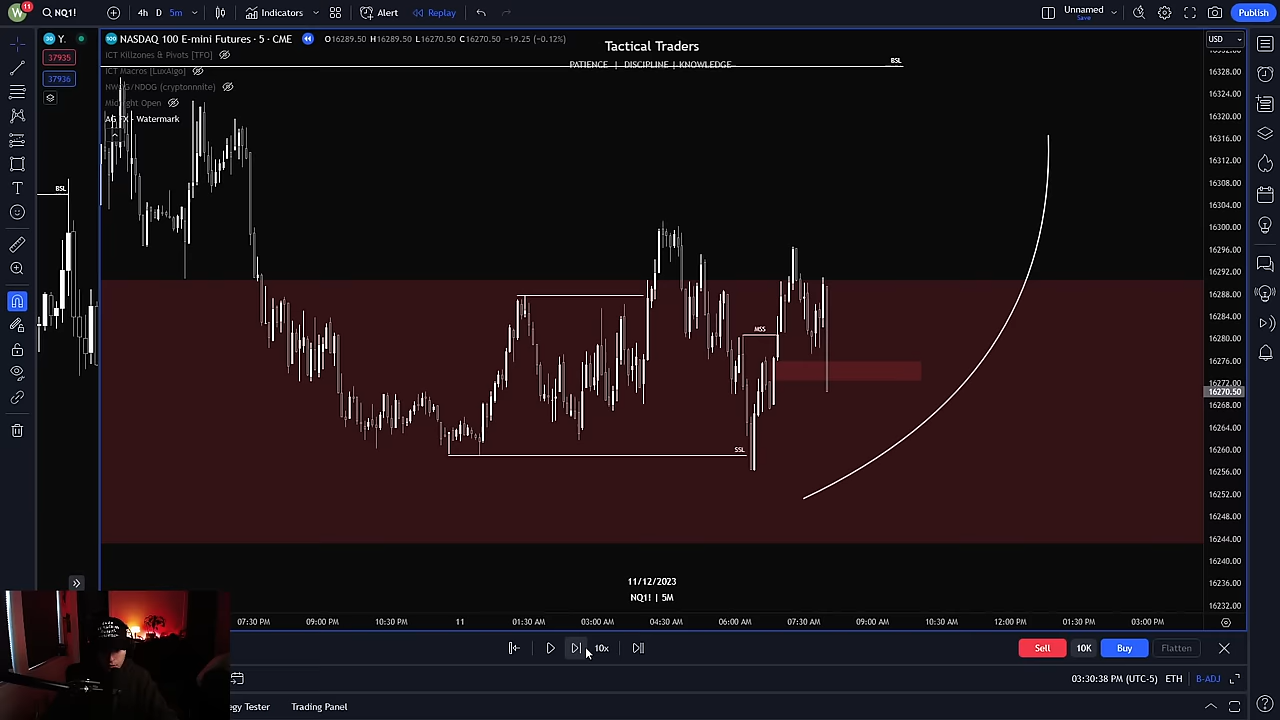 W 11 NQ1! 4h D 5m Indicators Alert Replay Unnamed Save Publish
Y. NASDAQ 100 E-mini Futures · 5 · CME O16289.50 H16289.50 L16270.50 C16270.50 -19.25 (-0.12%) USD
Tactical Traders
PATIENCE | DISCIPLINE | KNOWLEDGE
ICT Killzones & Pivots [TFO]
ICT Macros [LuxAlgo]
Midnight Open
37935
37936
BSL
BSL
MSS
SSL
16328.00
16324.00
16320.00
16316.00
16312.00
16308.00
16304.00
16300.00
16296.00
16292.00
16288.00
16284.00
16280.00
16276.00
16272.00
16270.50
16268.00
16264.00
16260.00
16256.00
16252.00
16248.00
16244.00
16240.00
16236.00
16232.00
11/12/2023
NQ1! | 5M
07:30 PM 09:00 PM 10:30 PM 11 01:30 AM 03:00 AM 04:30 AM 06:00 AM 07:30 AM 09:00 AM 10:30 AM 12:00 PM 01:30 PM 03:00 PM
10x Sell 10K Buy Flatten
03:30:38 PM (UTC-5) ETH B-ADJ
egy Tester Trading Panel